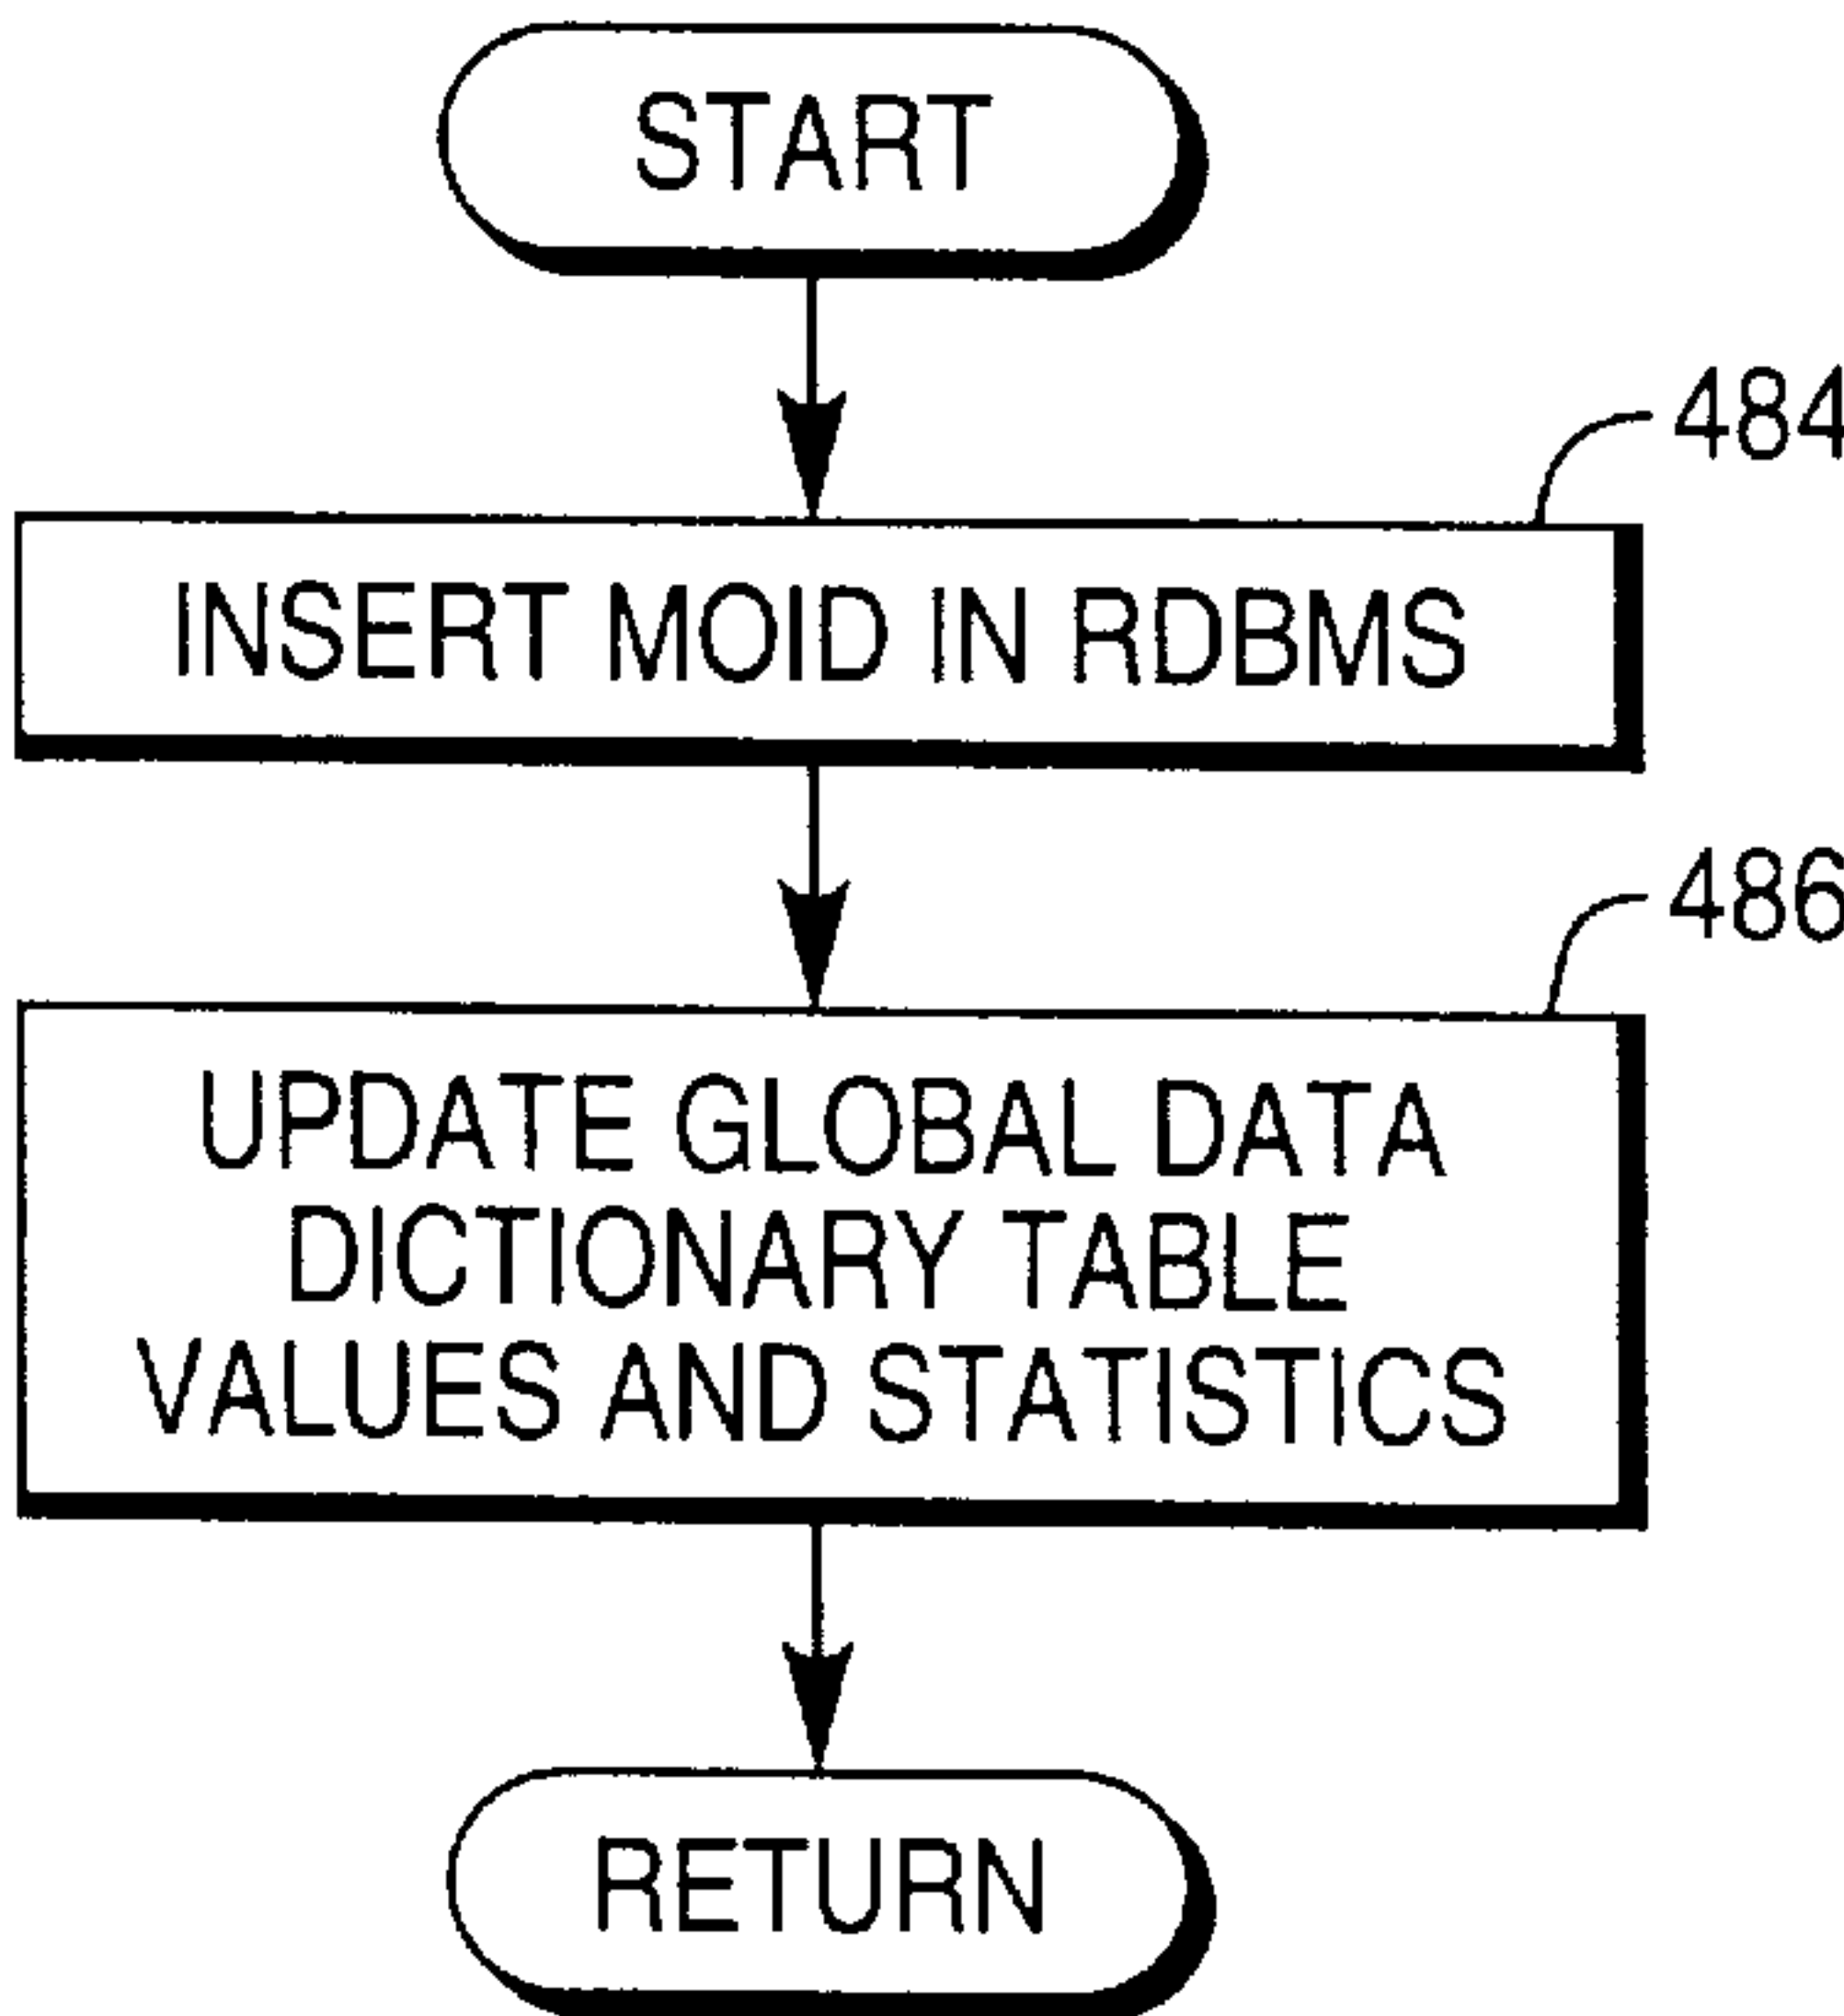 START
484
INSERT MOID IN RDBMS
486
UPDATE GLOBAL DATA
DICTIONARY TABLE
VALUES AND STATISTICS
RETURN